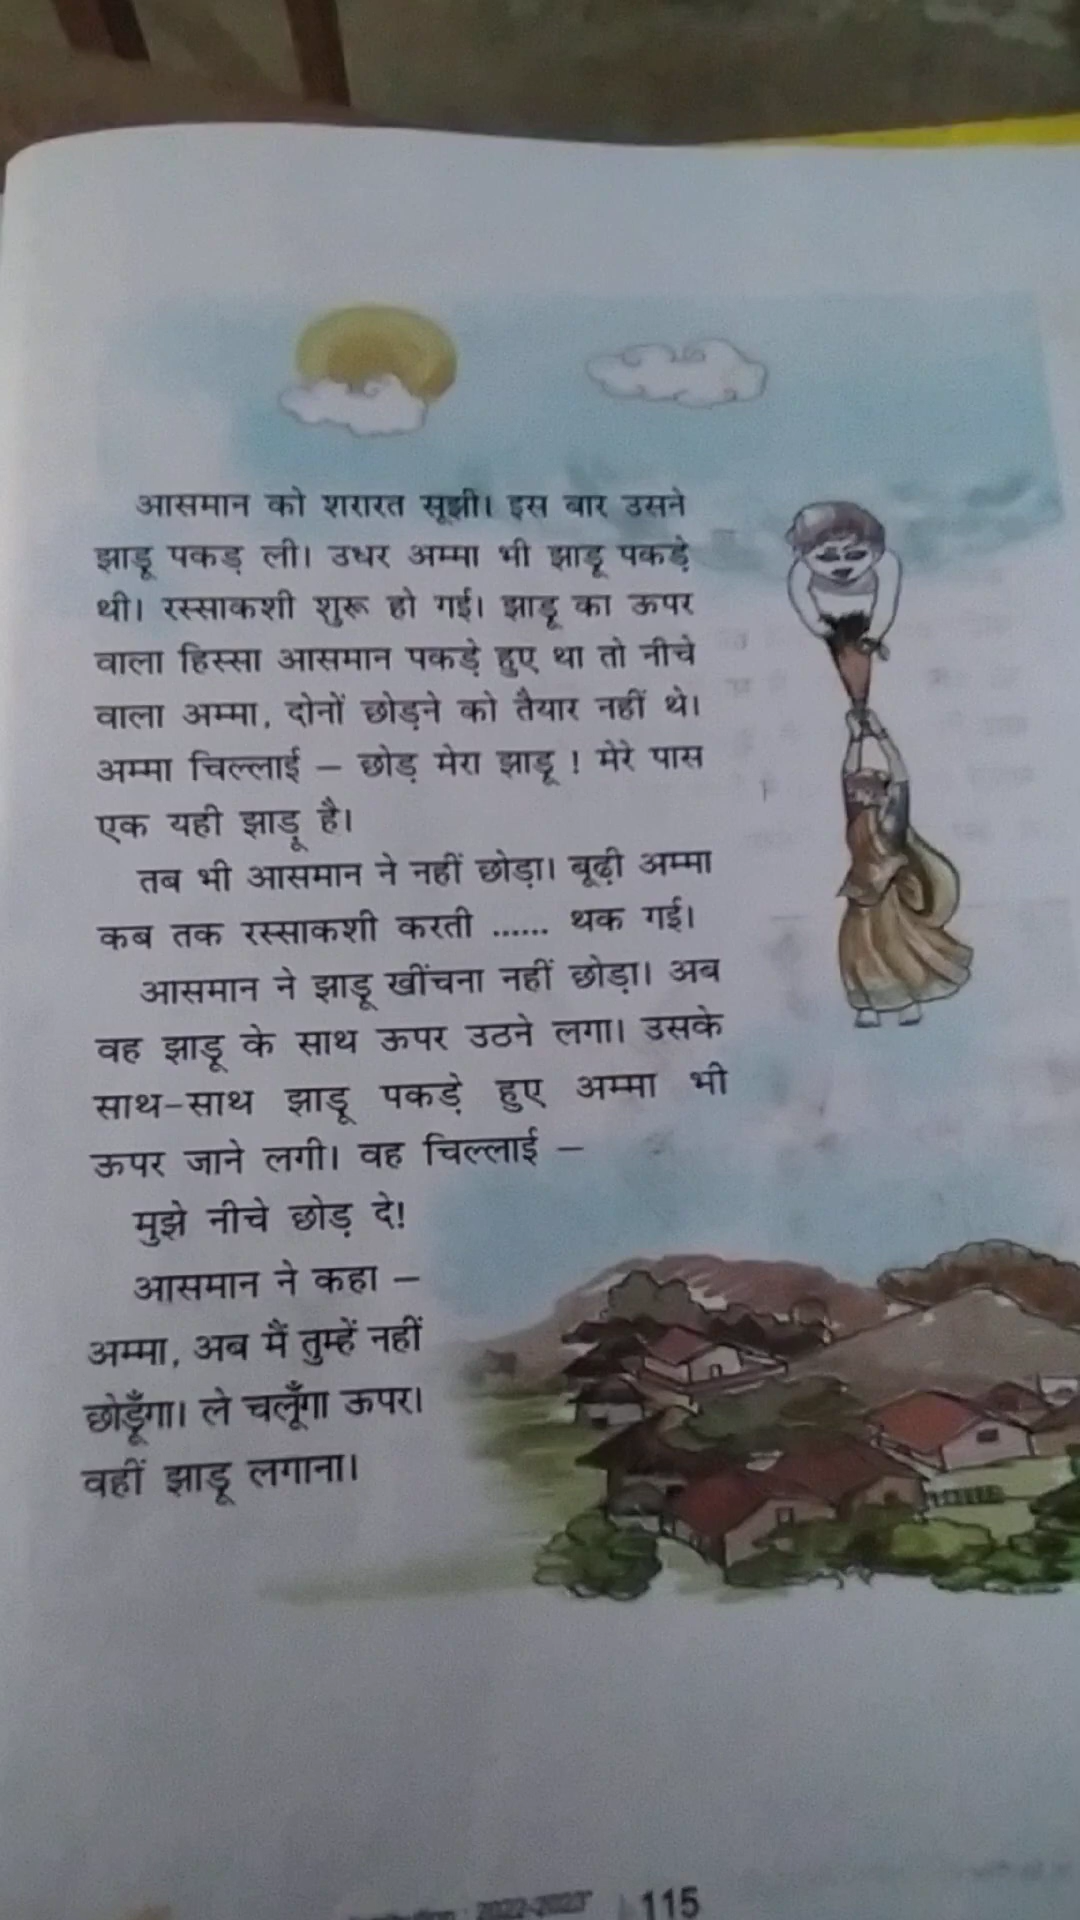 आसमान को शरारत सूझी। इस बार उसने
झाड़ू पकड़ ली। उधर अम्मा भी झाड़ू पकड़े
थी। रस्साकशी शुरू हो गई। झाड़ू का ऊपर
वाला हिस्सा आसमान पकड़े हुए था तो नीचे
वाला अम्मा, दोनों छोड़ने को तैयार नहीं थे।
अम्मा चिल्लाई – छोड़ मेरा झाड़ू ! मेरे पास
एक यही झाड़ू है।
तब भी आसमान ने नहीं छोड़ा। बूढ़ी अम्मा
कब तक रस्साकशी करती ...... थक गई।
आसमान ने झाड़ू खींचना नहीं छोड़ा। अब
वह झाड़ू के साथ ऊपर उठने लगा। उसके
साथ-साथ झाड़ू पकड़े हुए अम्मा भी
ऊपर जाने लगी। वह चिल्लाई –
मुझे नीचे छोड़ दे!
आसमान ने कहा –
अम्मा, अब मैं तुम्हें नहीं
छोड़ूँगा। ले चलूँगा ऊपर।
वहीं झाड़ू लगाना।
2022-2023 115